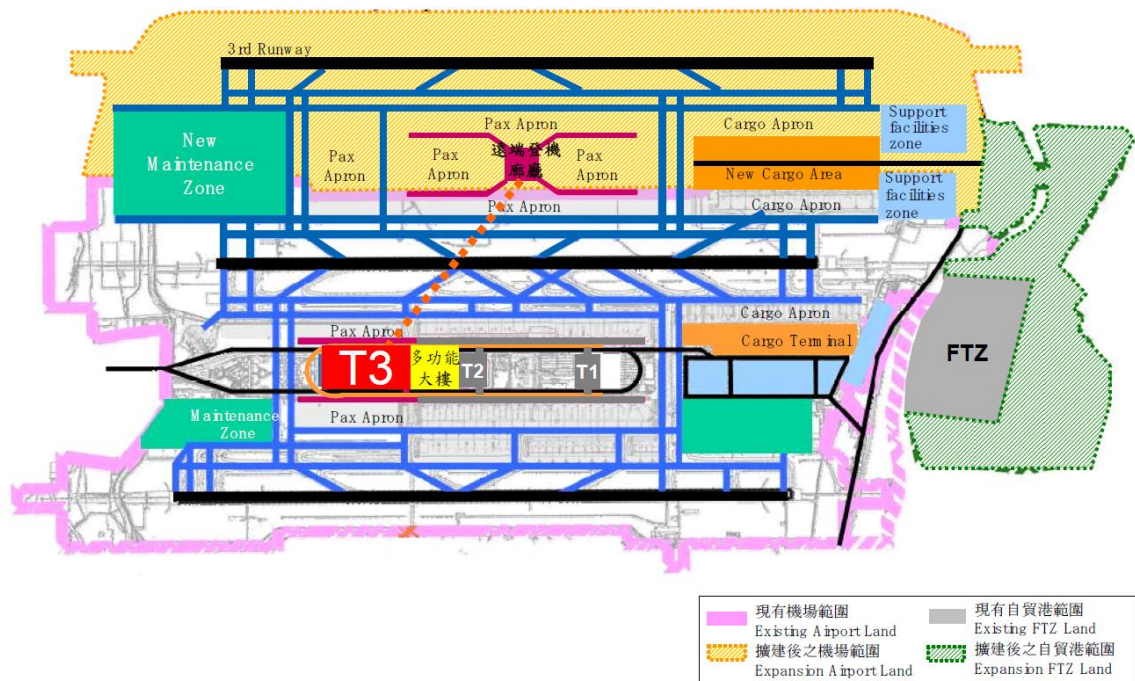 3rd Runway
New
Maintenance
Zone
Pax Apron
Pax
Apron
Pax
Apron
遠端登機
廊廳
Pax
Apron
Pax Apron
Cargo Apron
Support
facilities
zone
New Cargo Area
Support
facilities
zone
Cargo Apron
Pax Apron
T3
多功能
大樓
T2
T1
Cargo Apron
Cargo Terminal
FTZ
Maintenance
Zone
Pax Apron
現有機場範圍
Existing Airport Land
現有自貿港範圍
Existing FTZ Land
擴建後之機場範圍
Expansion Airport Land
擴建後之自貿港範圍
Expansion FTZ Land